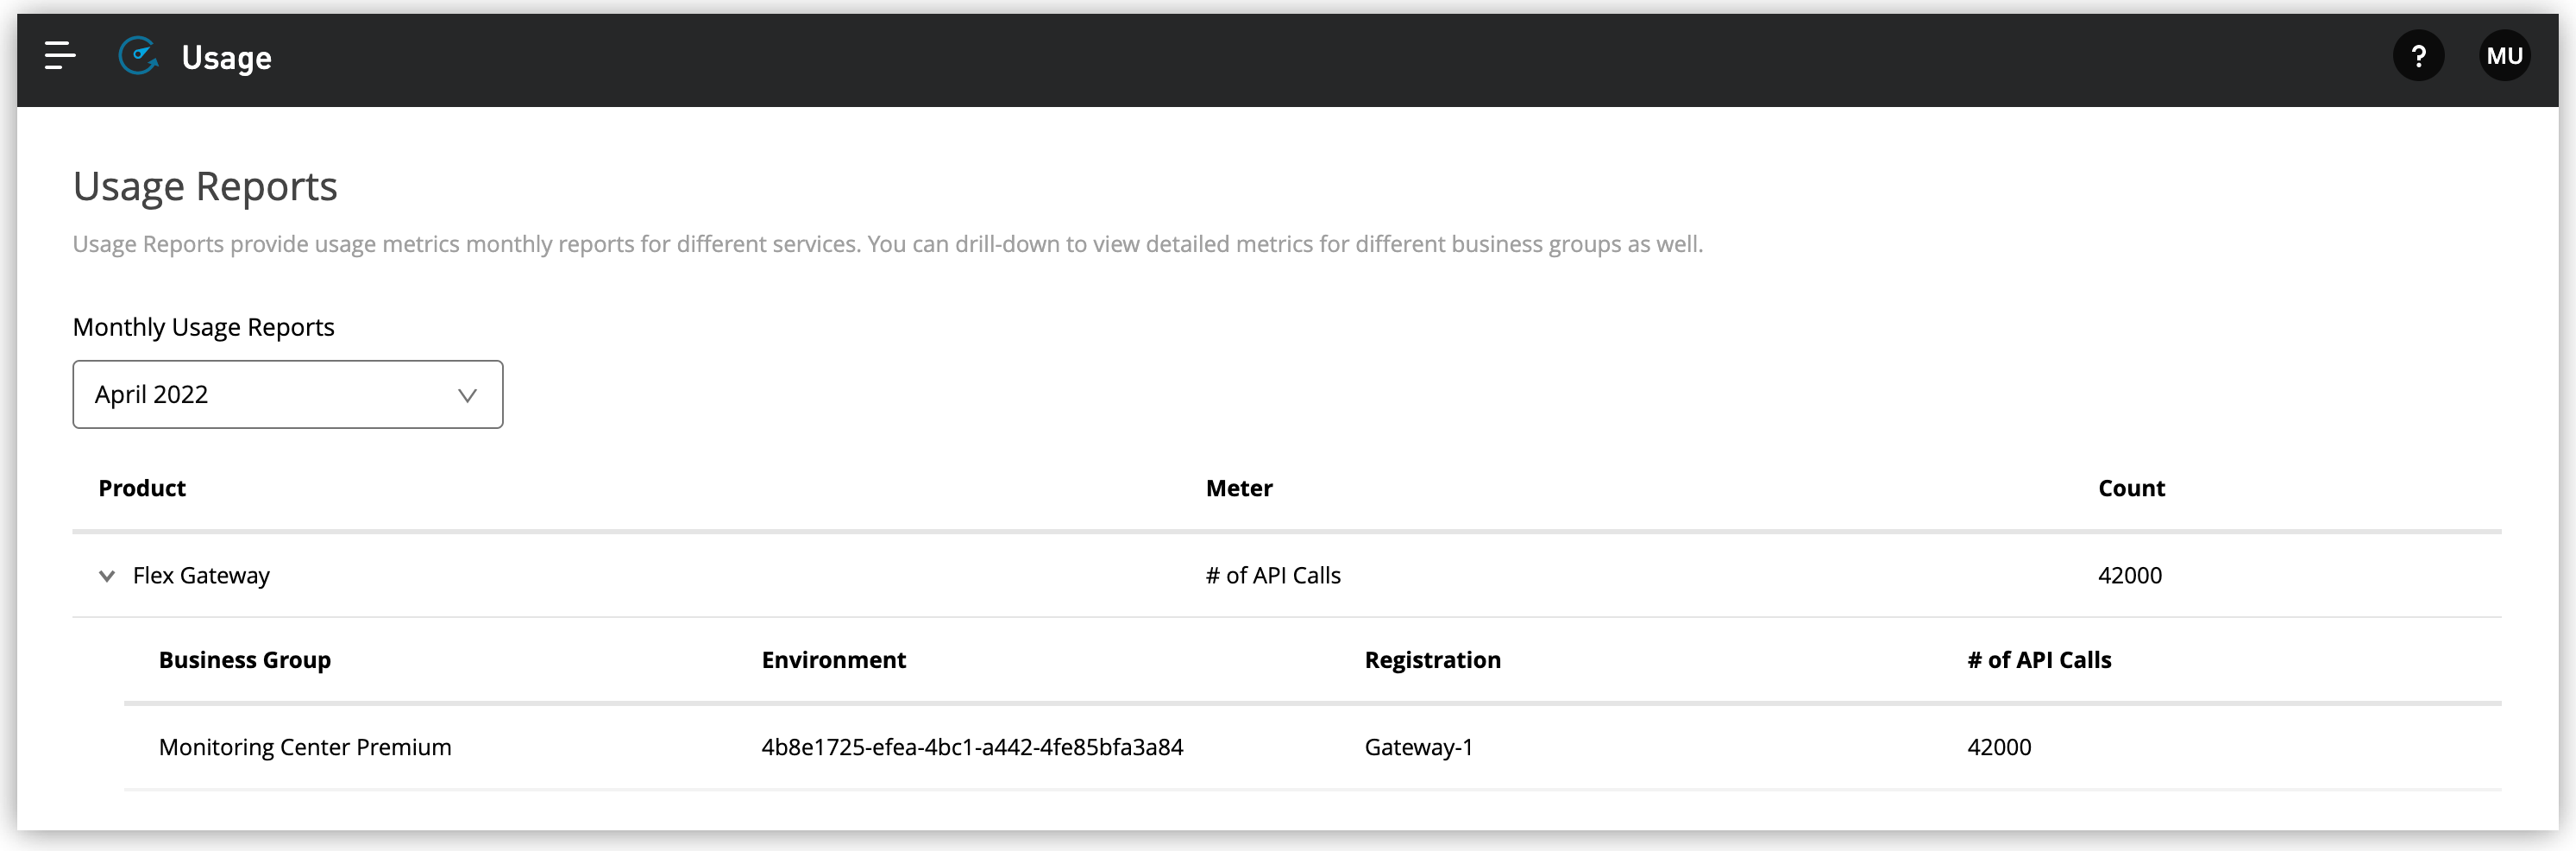 Usage
?
MU
Usage Reports
Usage Reports provide usage metrics monthly reports for different services. You can drill-down to view detailed metrics for different business groups as well.
Monthly Usage Reports
April 2022
Product Meter Count
Flex Gateway # of API Calls 42000
Business Group Environment Registration # of API Calls
Monitoring Center Premium 4b8e1725-efea-4bc1-a442-4fe85bfa3a84 Gateway-1 42000